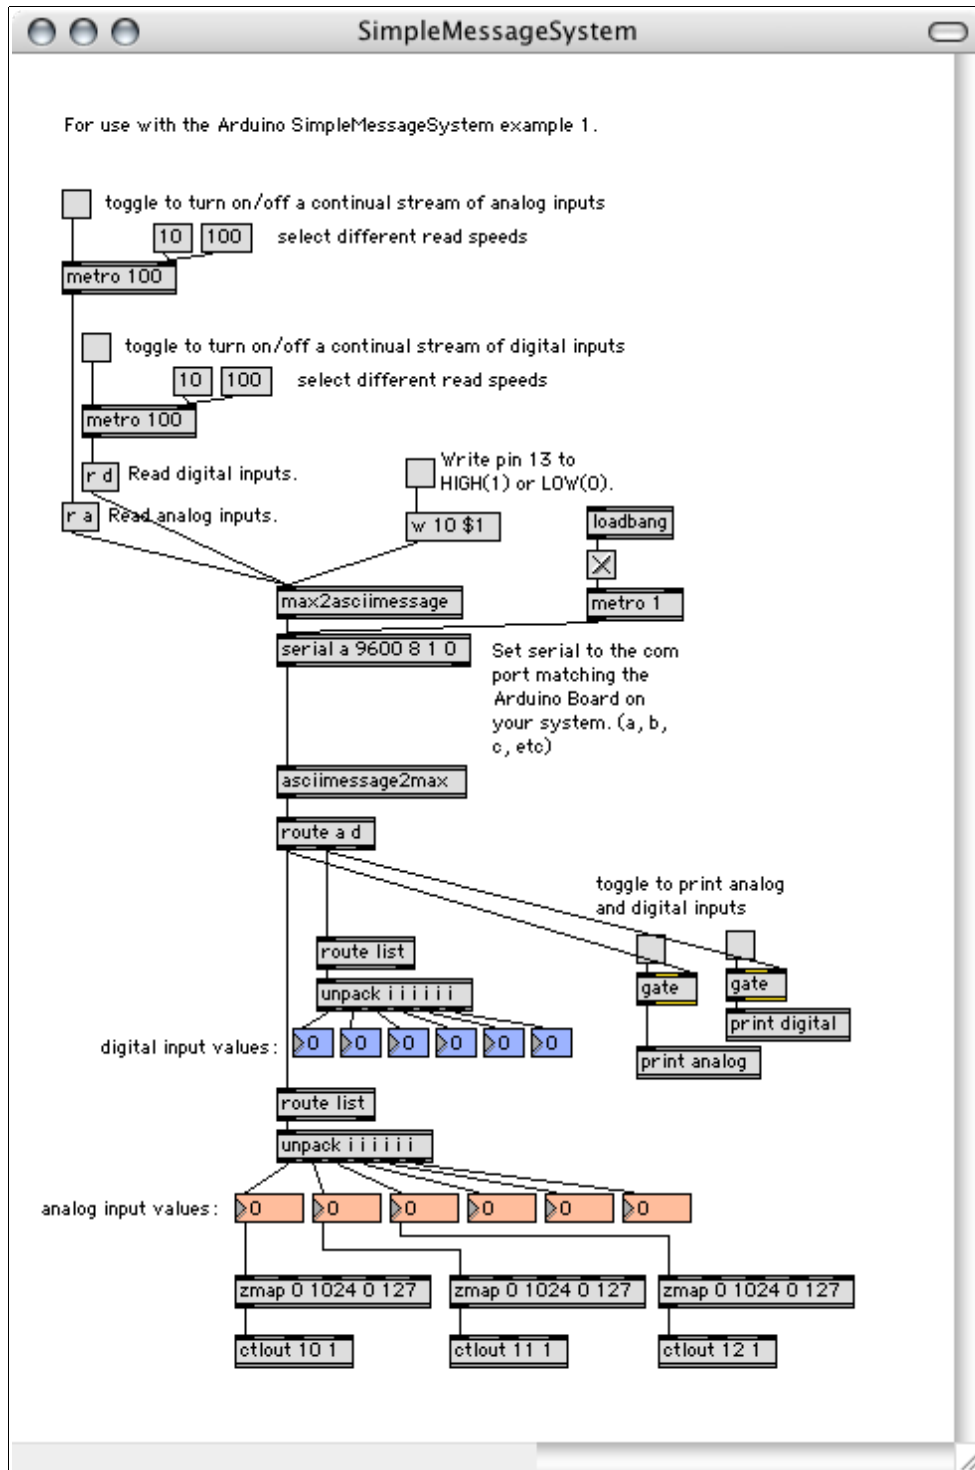 SimpleMessageSystem
For use with the Arduino SimpleMessageSystem example 1.
toggle to turn on/off a continual stream of analog inputs
10 100 select different read speeds
metro 100
toggle to turn on/off a continual stream of digital inputs
10 100 select different read speeds
metro 100
r d Read digital inputs.
Write pin 13 to
HIGH(1) or LOW(0).
r a Read analog inputs.
w 10 $1
loadbang
max2asciimessage
metro 1
serial a 9600 8 1 0
Set serial to the com
port matching the
Arduino Board on
your system. (a, b,
c, etc)
asciimessage2max
route a d
toggle to print analog
and digital inputs
route list
gate
gate
unpack i i i i i i
print digital
digital input values: 0 0 0 0 0 0
print analog
route list
unpack i i i i i i
analog input values: 0 0 0 0 0 0
zmap 0 1024 0 127 zmap 0 1024 0 127 zmap 0 1024 0 127
ctlout 10 1 ctlout 11 1 ctlout 12 1